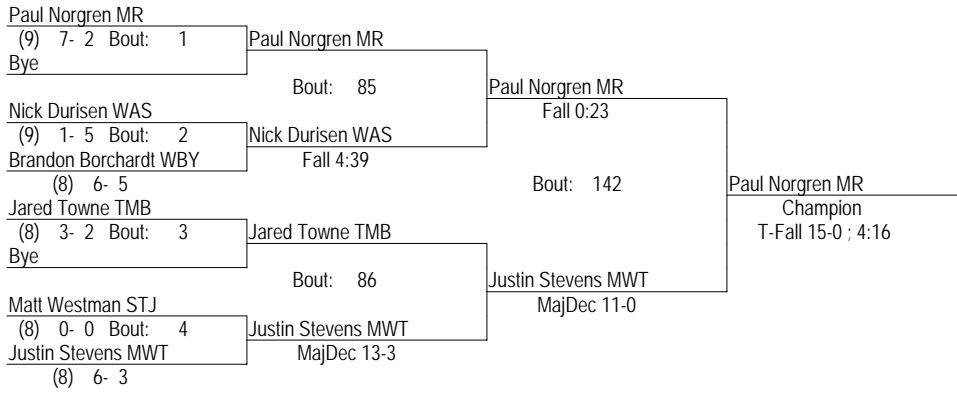 Paul Norgren MR
(9) 7- 2 Bout: 1
Bye
Paul Norgren MR
Bout: 85
Nick Durisen WAS
(9) 1- 5 Bout: 2
Brandon Borchardt WBY
(8) 6- 5
Nick Durisen WAS
Fall 4:39
Paul Norgren MR
Fall 0:23
Bout: 142
Jared Towne TMB
(8) 3- 2 Bout: 3
Bye
Jared Towne TMB
Bout: 86
Matt Westman STJ
(8) 0- 0 Bout: 4
Justin Stevens MWT
(8) 6- 3
Justin Stevens MWT
MajDec 13-3
Justin Stevens MWT
MajDec 11-0
Paul Norgren MR
Champion
T-Fall 15-0 ; 4:16